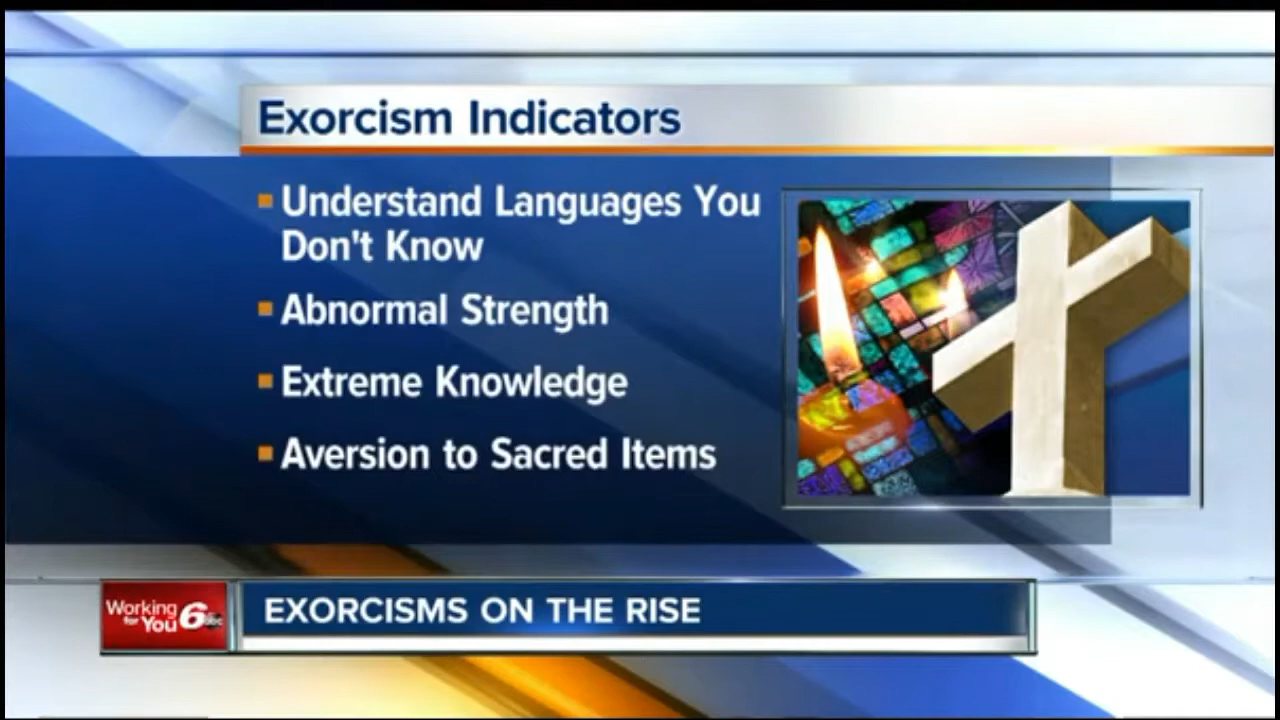 Exorcism Indicators
Understand Languages You
Don't Know
Abnormal Strength
Extreme Knowledge
Aversion to Sacred Items
Working
for You 6 abc
EXORCISMS ON THE RISE